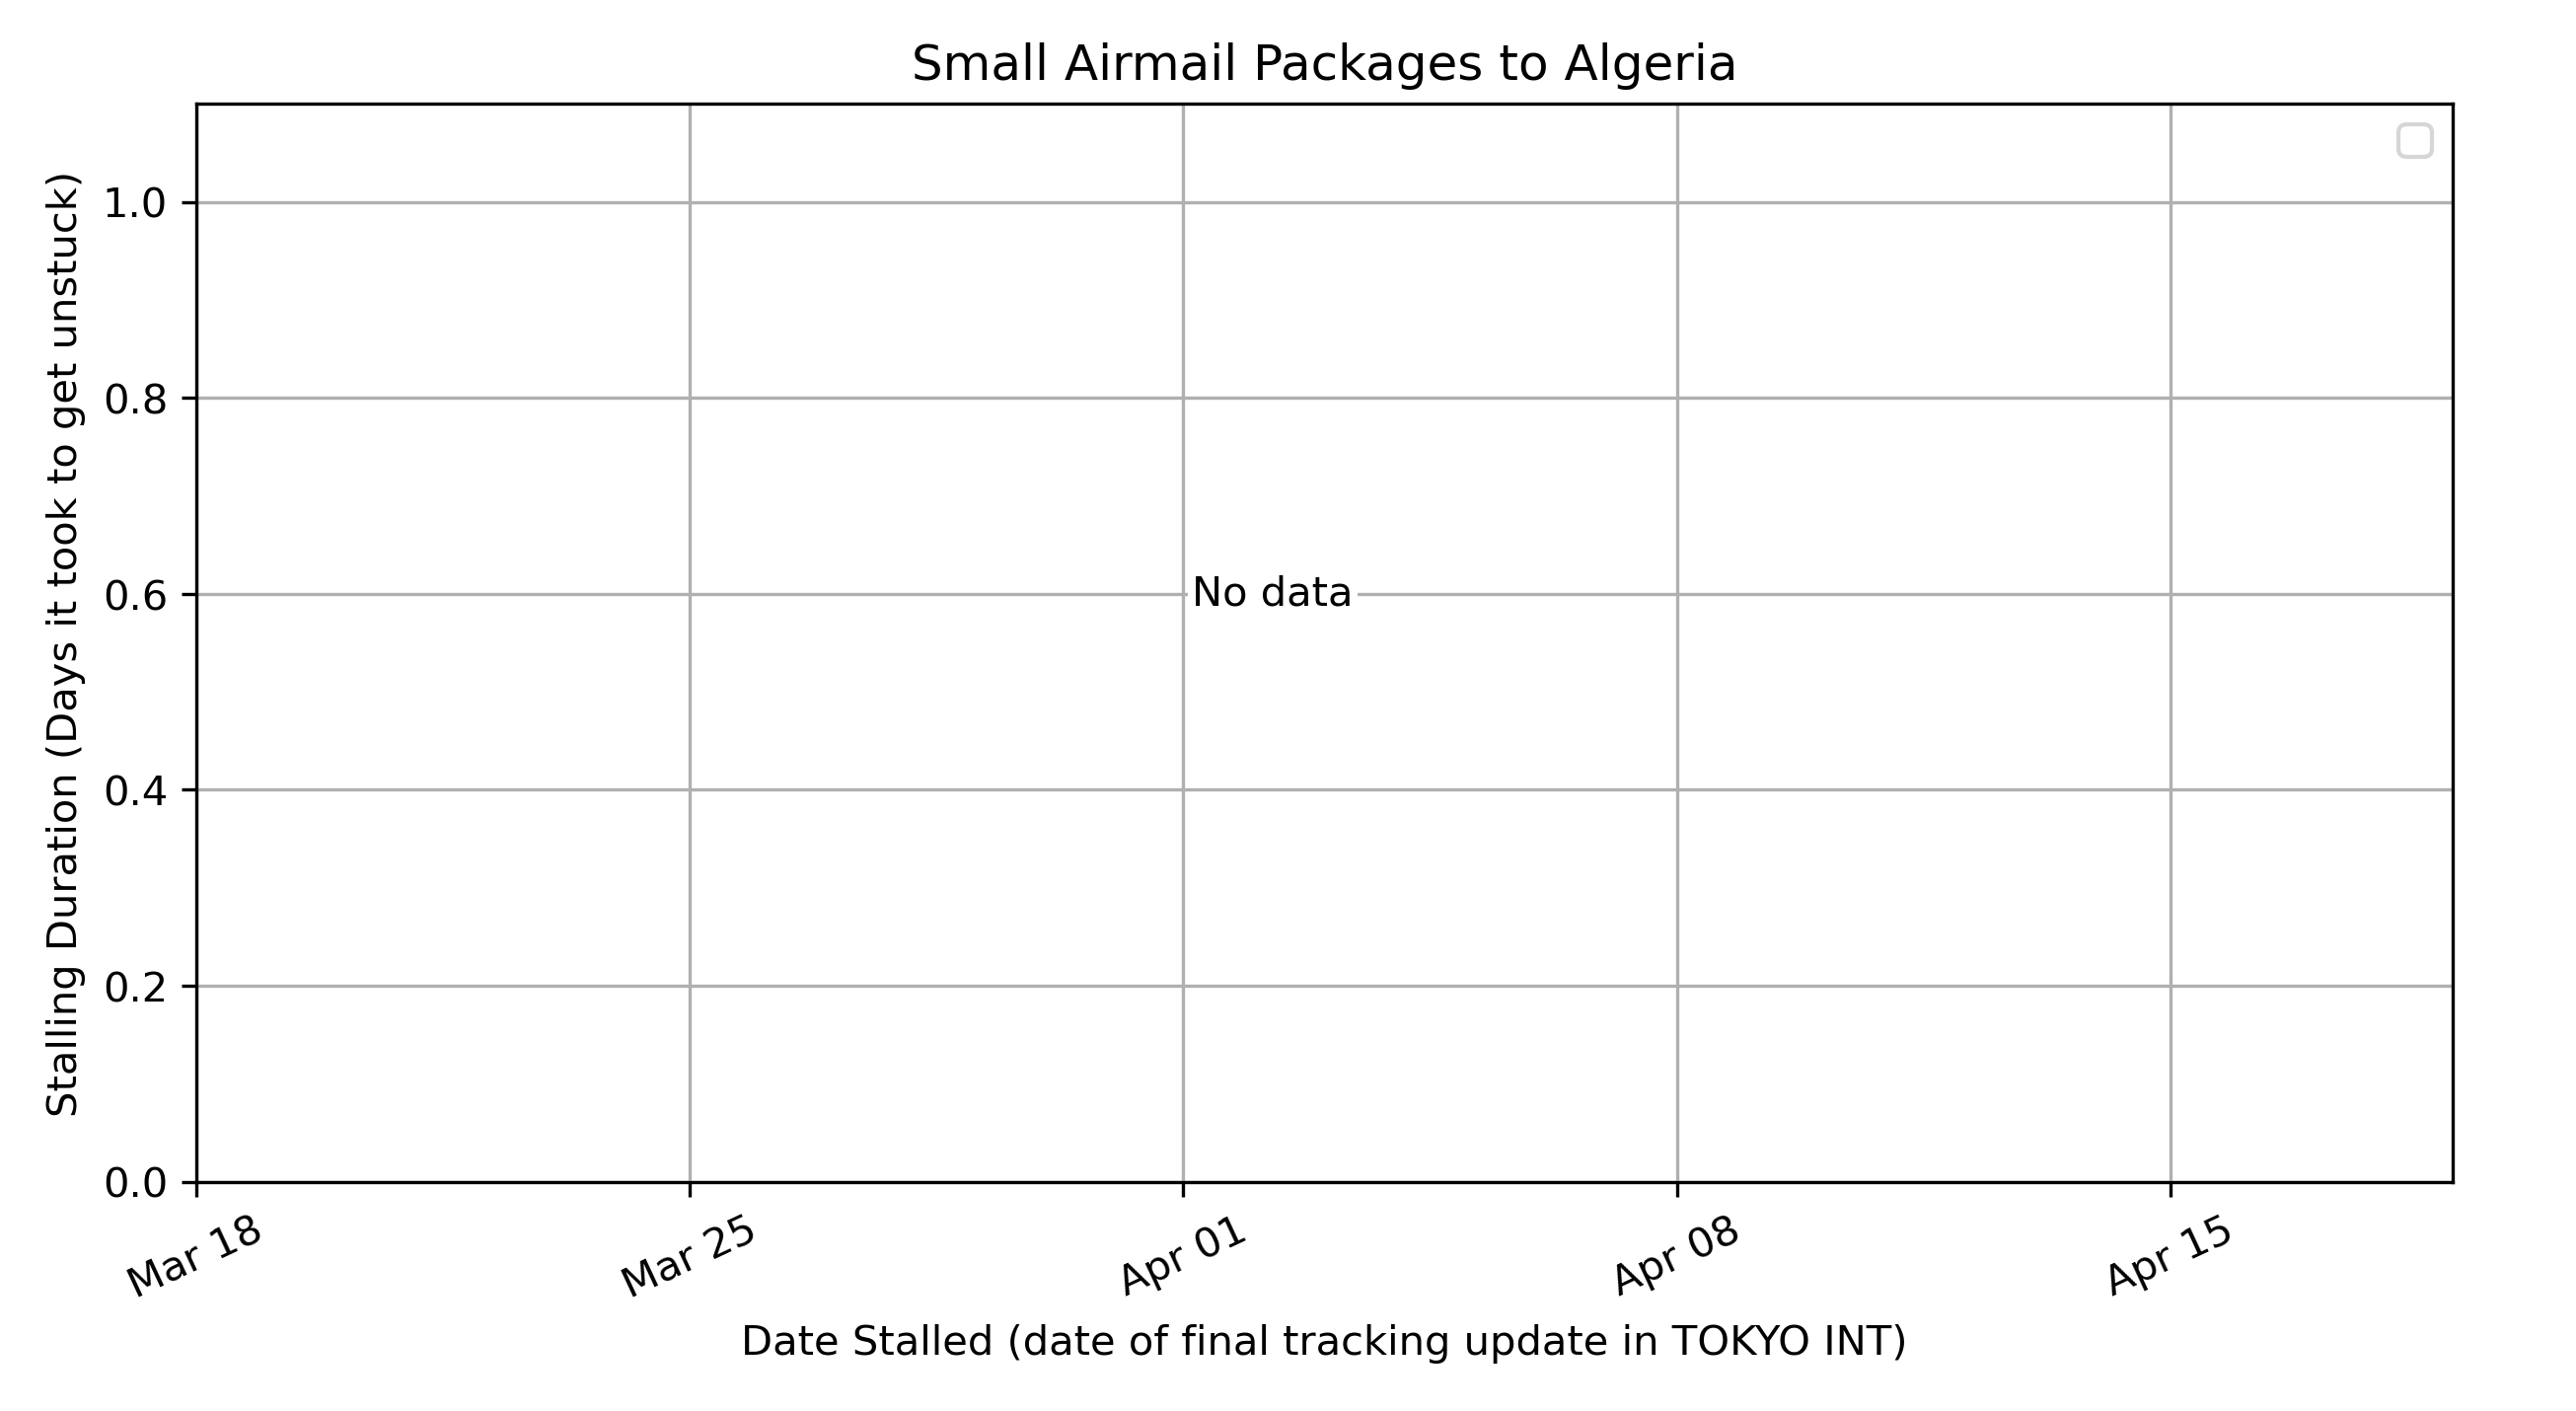 Small Airmail Packages to Algeria
Stalling Duration (Days it took to get unstuck)
1.0
0.8
0.6
0.4
0.2
0.0
No data
Mar 18
Mar 25
Apr 01
Apr 08
Apr 15
Date Stalled (date of final tracking update in TOKYO INT)